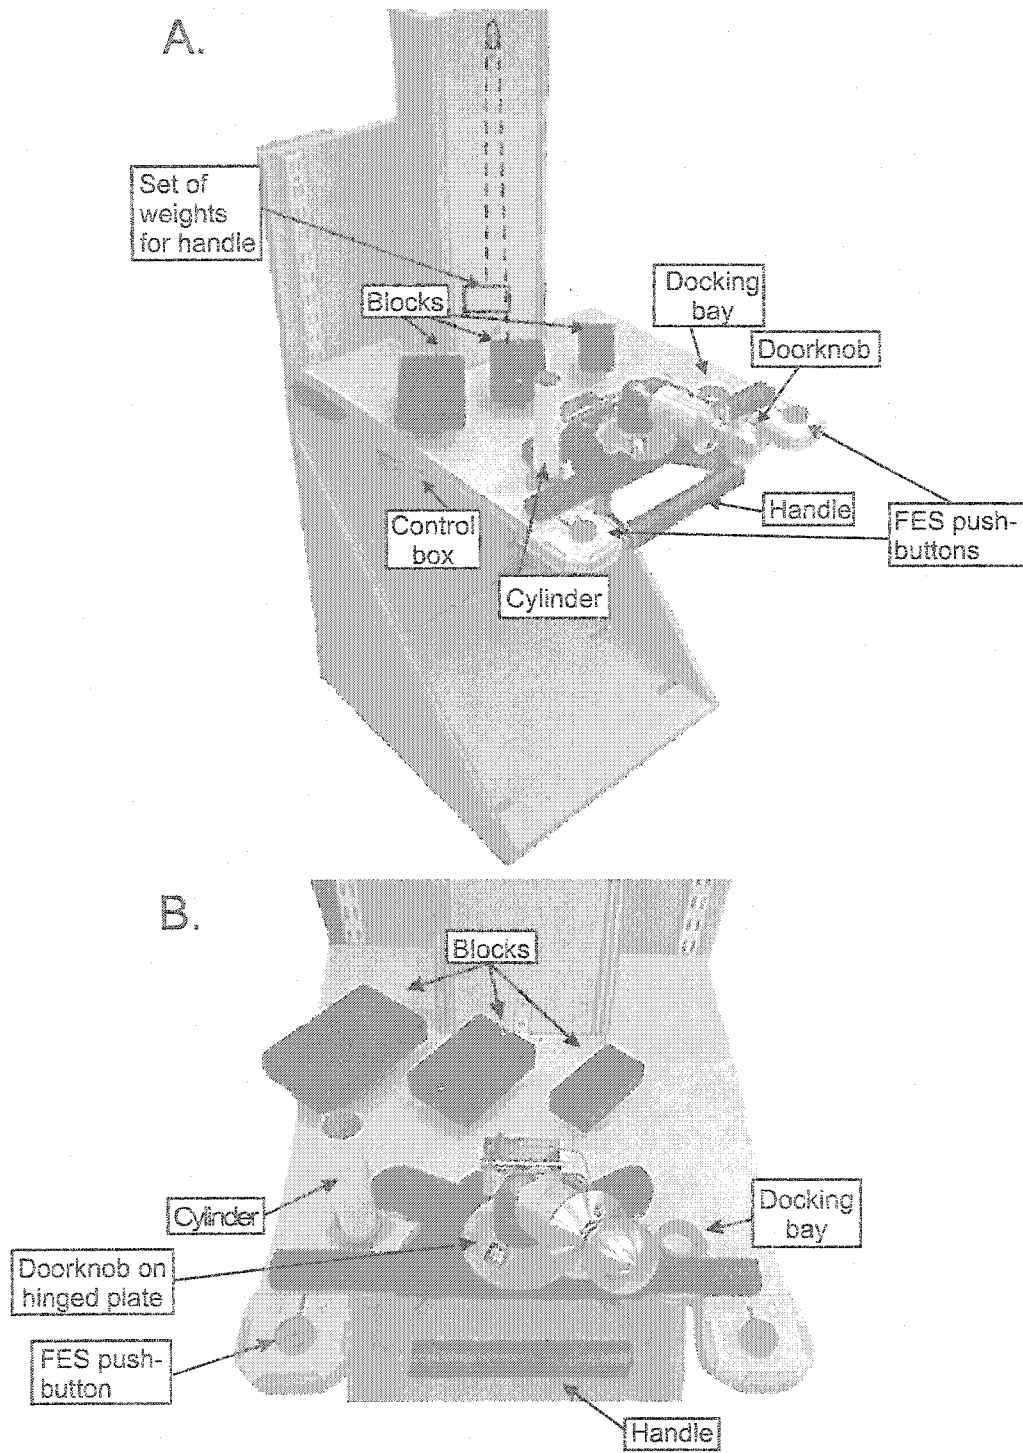 A.
Set of
weights
for handle
Blocks
Docking
bay
Doorknob
Handle
FES push-
buttons
Control
box
Cylinder
B.
Blocks
Cylinder
Docking
bay
Doorknob on
hinged plate
FES push-
button
Handle